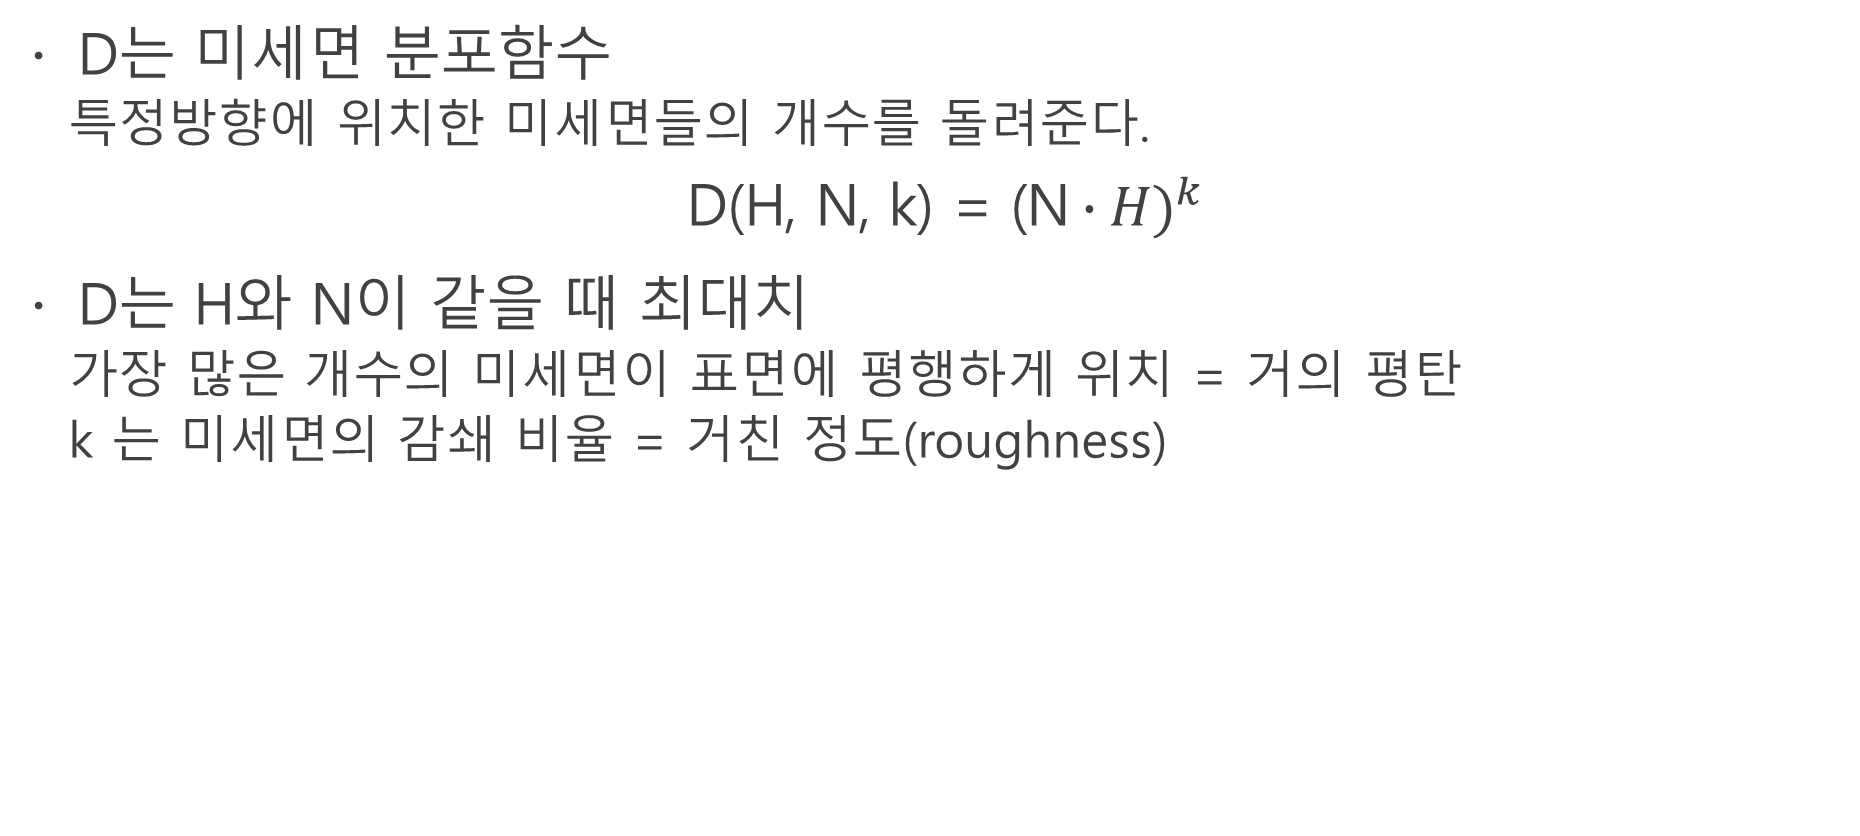 · D는 미세면 분포함수
특정방향에 위치한 미세면들의 개수를 돌려준다.
D(H, N, k) = (N · H)^k
· D는 H와 N이 같을 때 최대치
가장 많은 개수의 미세면이 표면에 평행하게 위치 = 거의 평탄
k 는 미세면의 감쇄 비율 = 거친 정도(roughness)